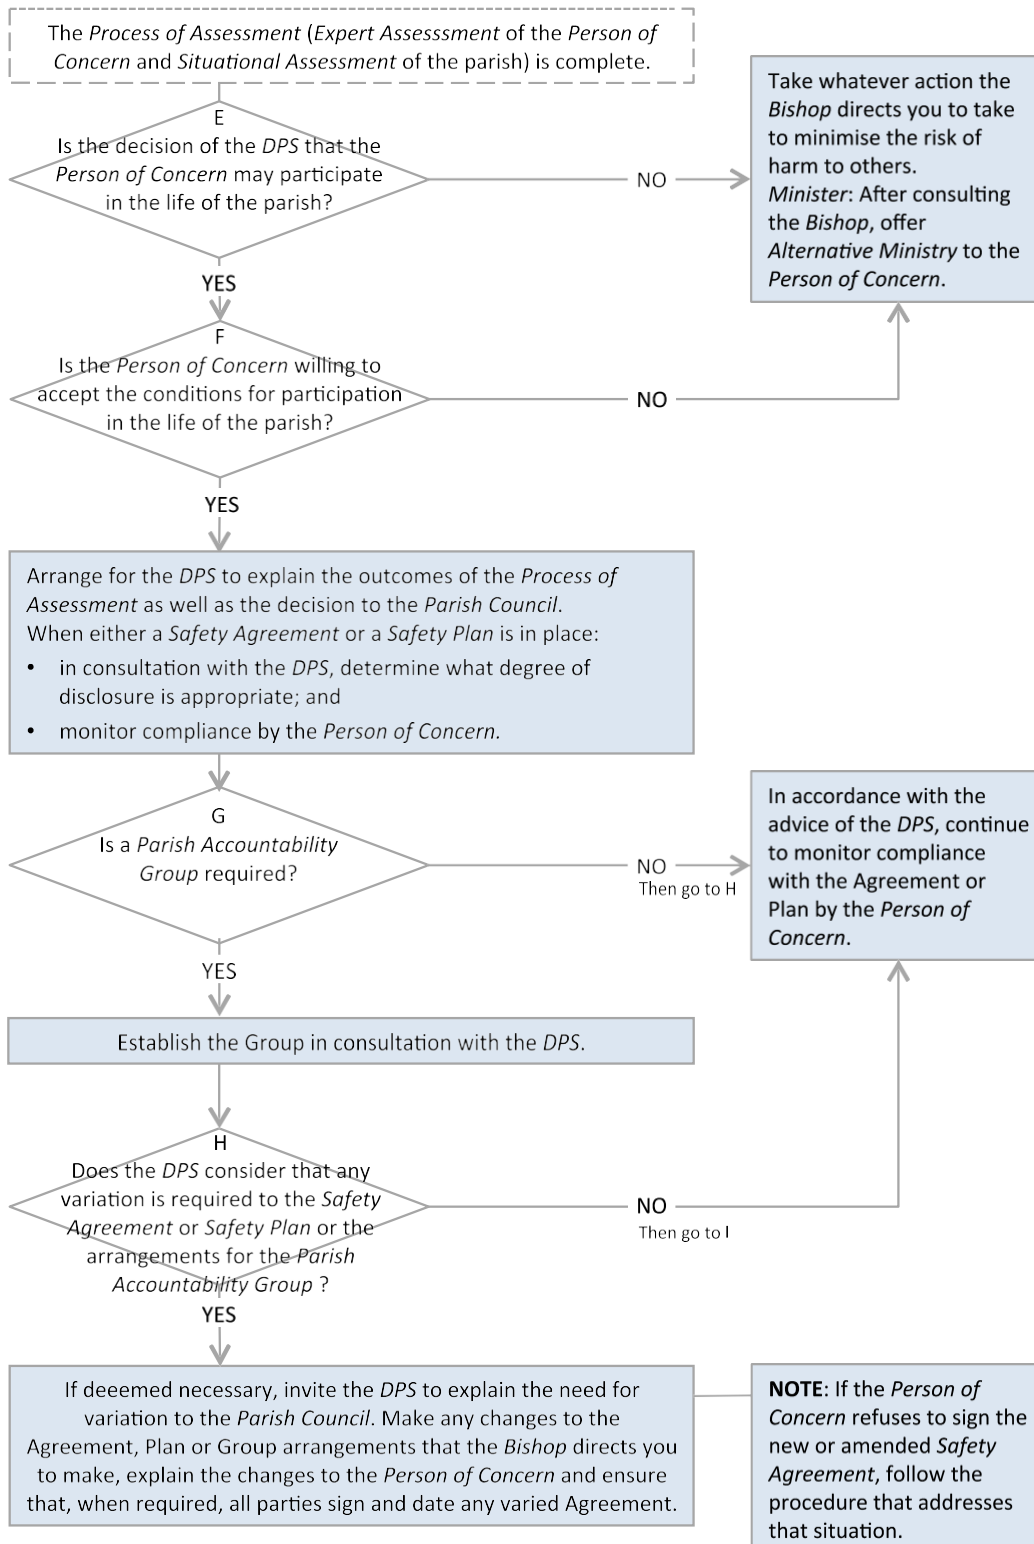 The Process of Assessment (Expert Assesssment of the Person of
Concern and Situational Assessment of the parish) is complete.
E
Is the decision of the DPS that the
Person of Concern may participate
in the life of the parish?
NO
Take whatever action the
Bishop directs you to take
to minimise the risk of
harm to others.
Minister: After consulting
the Bishop, offer
Alternative Ministry to the
Person of Concern.
YES
F
Is the Person of Concern willing to
accept the conditions for participation
in the life of the parish?
NO
YES
Arrange for the DPS to explain the outcomes of the Process of
Assessment as well as the decision to the Parish Council.
When either a Safety Agreement or a Safety Plan is in place:
• in consultation with the DPS, determine what degree of
disclosure is appropriate; and
• monitor compliance by the Person of Concern.
G
Is a Parish Accountability
Group required?
NO
Then go to H
In accordance with the
advice of the DPS, continue
to monitor compliance
with the Agreement or
Plan by the Person of
Concern.
YES
Establish the Group in consultation with the DPS.
H
Does the DPS consider that any
variation is required to the Safety
Agreement or Safety Plan or the
arrangements for the Parish
Accountability Group ?
NO
Then go to I
YES
If deeemed necessary, invite the DPS to explain the need for
variation to the Parish Council. Make any changes to the
Agreement, Plan or Group arrangements that the Bishop directs you
to make, explain the changes to the Person of Concern and ensure
that, when required, all parties sign and date any varied Agreement.
NOTE: If the Person of
Concern refuses to sign the
new or amended Safety
Agreement, follow the
procedure that addresses
that situation.